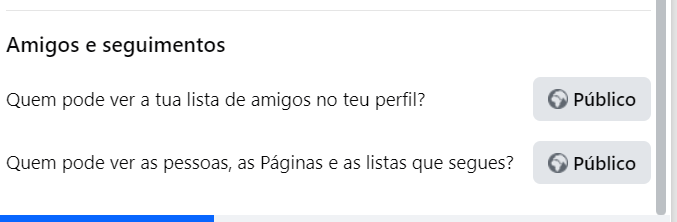 Amigos e seguimentos
Quem pode ver a tua lista de amigos no teu perfil? Público
Quem pode ver as pessoas, as Páginas e as listas que segues? Público